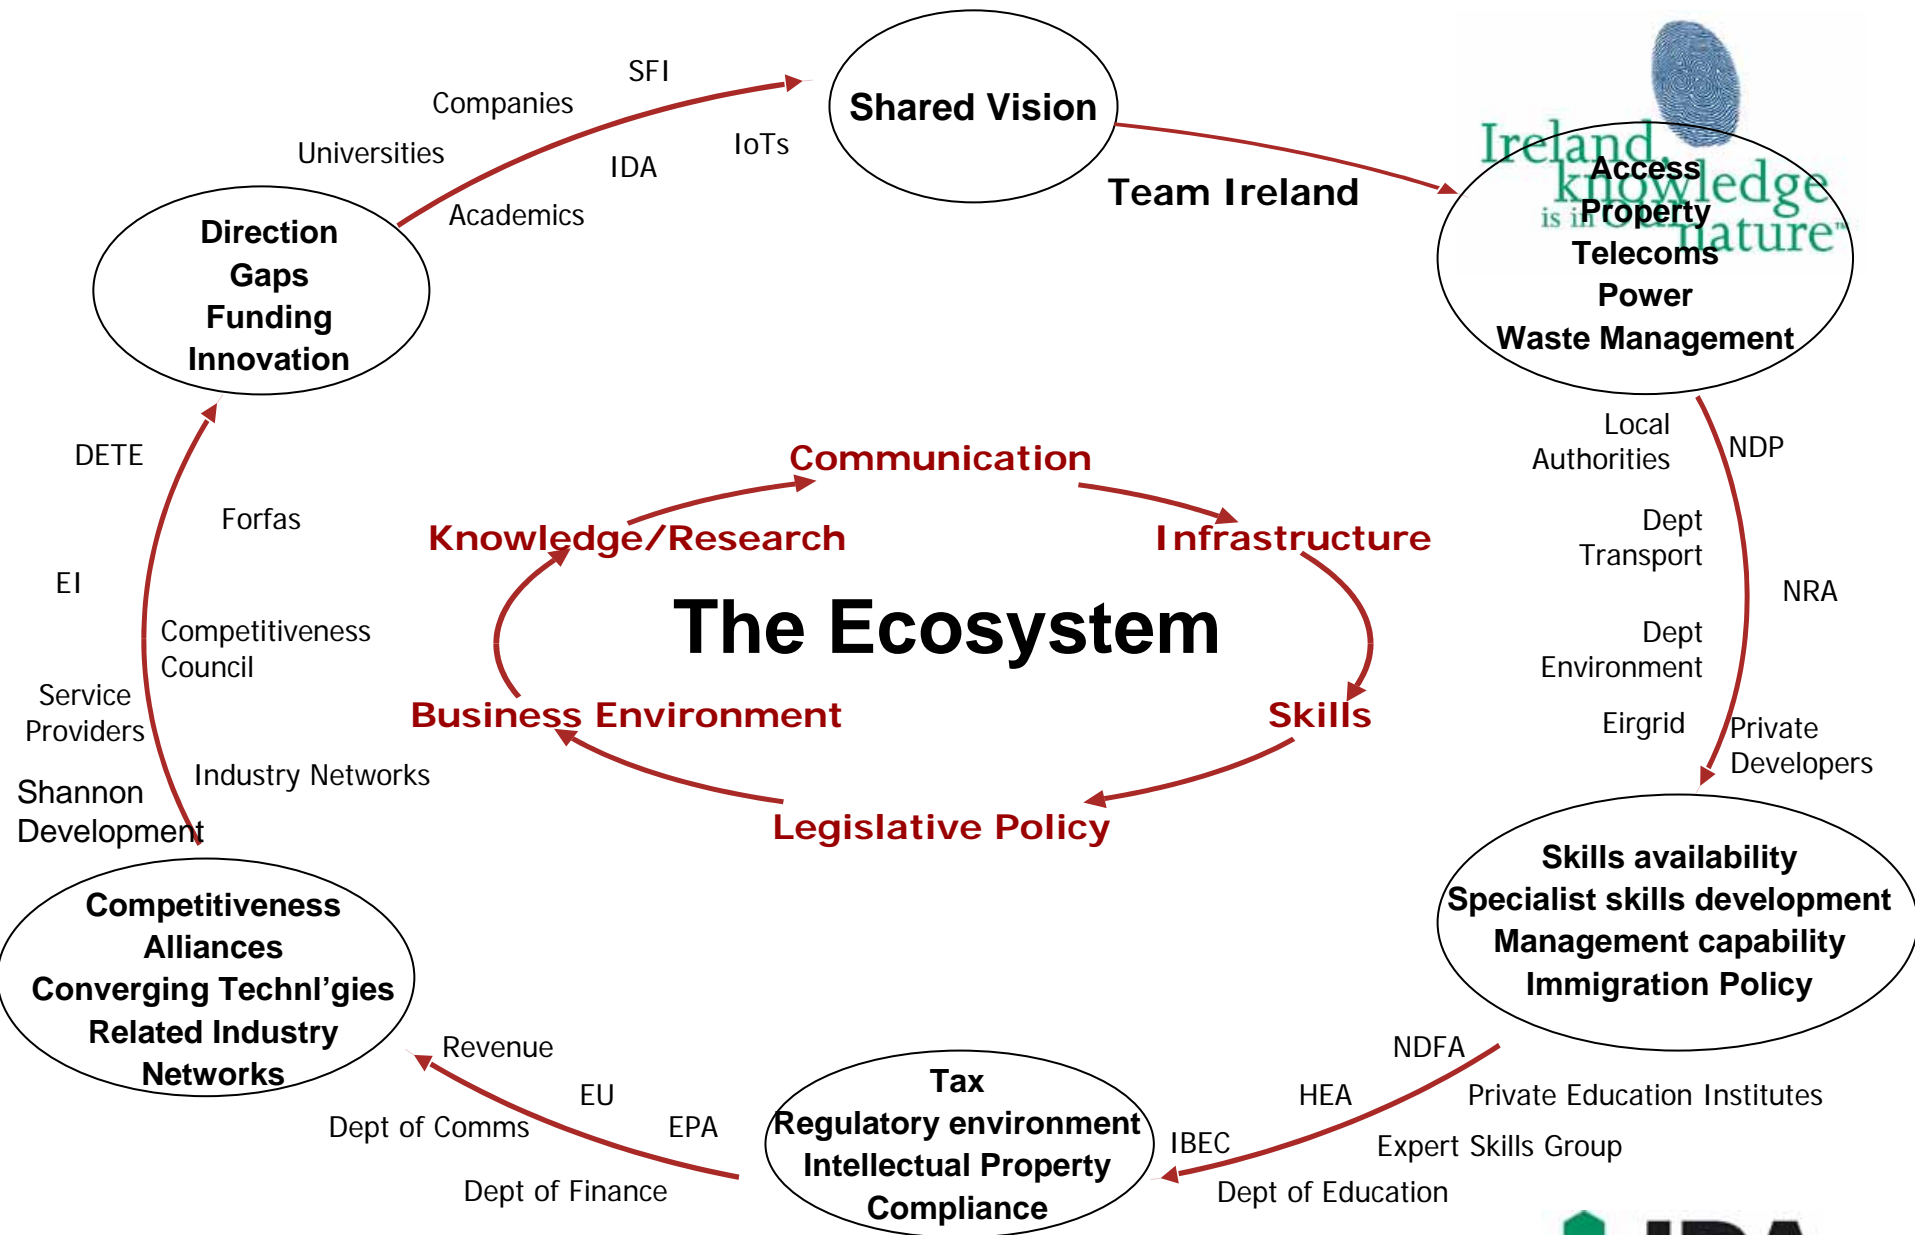 SFI
Companies
Universities
IDA
IoTs
Academics
Shared Vision
Team Ireland
Ireland,
knowledge
is in our
nature™
Access
Property
Telecoms
Power
Waste Management
Direction
Gaps
Funding
Innovation
Local
Authorities
NDP
Dept
Transport
NRA
Dept
Environment
Eirgrid
Private
Developers
DETE
Forfas
EI
Competitiveness
Council
Service
Providers
Industry Networks
Shannon
Development
Communication
Knowledge/Research
Infrastructure
The Ecosystem
Business Environment
Skills
Legislative Policy
Skills availability
Specialist skills development
Management capability
Immigration Policy
Competitiveness
Alliances
Converging Technl’gies
Related Industry
Networks
NDFA
HEA
Private Education Institutes
IBEC
Expert Skills Group
Dept of Education
Tax
Regulatory environment
Intellectual Property
Compliance
Revenue
EU
Dept of Comms
EPA
Dept of Finance
IDA